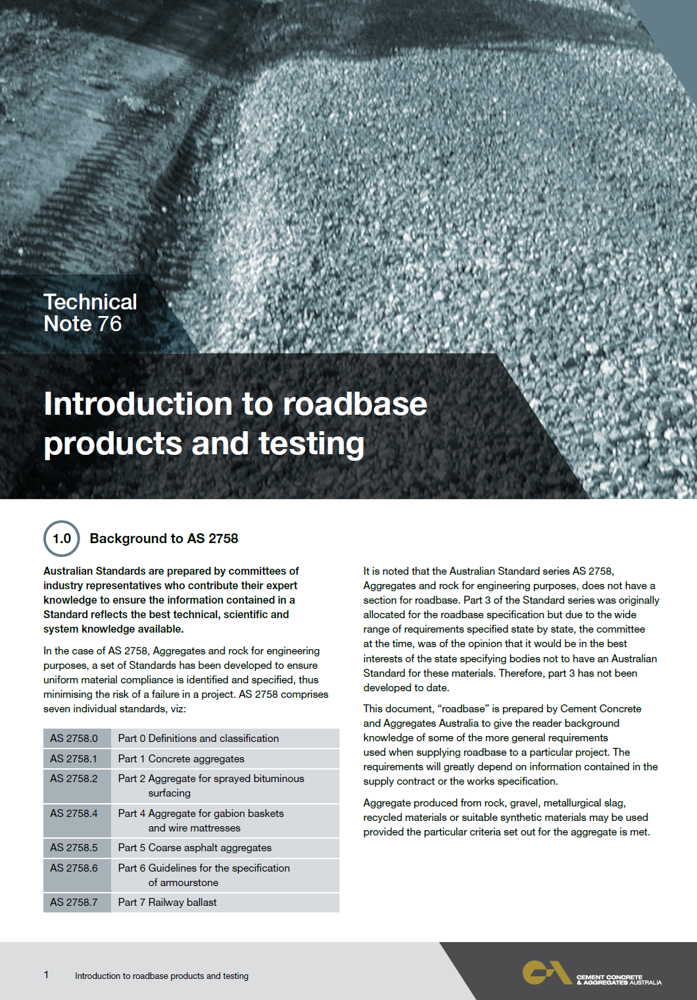 Technical
Note 76
Introduction to roadbase
products and testing
1.0 Background to AS 2758
Australian Standards are prepared by committees of
industry representatives who contribute their expert
knowledge to ensure the information contained in a
Standard reflects the best technical, scientific and
system knowledge available.
In the case of AS 2758, Aggregates and rock for engineering
purposes, a set of Standards has been developed to ensure
uniform material compliance is identified and specified, thus
minimising the risk of a failure in a project. AS 2758 comprises
seven individual standards, viz:
AS 2758.0 Part 0 Definitions and classification
AS 2758.1 Part 1 Concrete aggregates
AS 2758.2 Part 2 Aggregate for sprayed bituminous
surfacing
AS 2758.4 Part 4 Aggregate for gabion baskets
and wire mattresses
AS 2758.5 Part 5 Coarse asphalt aggregates
AS 2758.6 Part 6 Guidelines for the specification
of armourstone
AS 2758.7 Part 7 Railway ballast
It is noted that the Australian Standard series AS 2758,
Aggregates and rock for engineering purposes, does not have a
section for roadbase. Part 3 of the Standard series was originally
allocated for the roadbase specification but due to the wide
range of requirements specified state by state, the committee
at the time, was of the opinion that it would be in the best
interests of the state specifying bodies not to have an Australian
Standard for these materials. Therefore, part 3 has not been
developed to date.
This document, “roadbase” is prepared by Cement Concrete
and Aggregates Australia to give the reader background
knowledge of some of the more general requirements
used when supplying roadbase to a particular project. The
requirements will greatly depend on information contained in the
supply contract or the works specification.
Aggregate produced from rock, gravel, metallurgical slag,
recycled materials or suitable synthetic materials may be used
provided the particular criteria set out for the aggregate is met.
1 Introduction to roadbase products and testing
CEMENT CONCRETE
& AGGREGATES AUSTRALIA